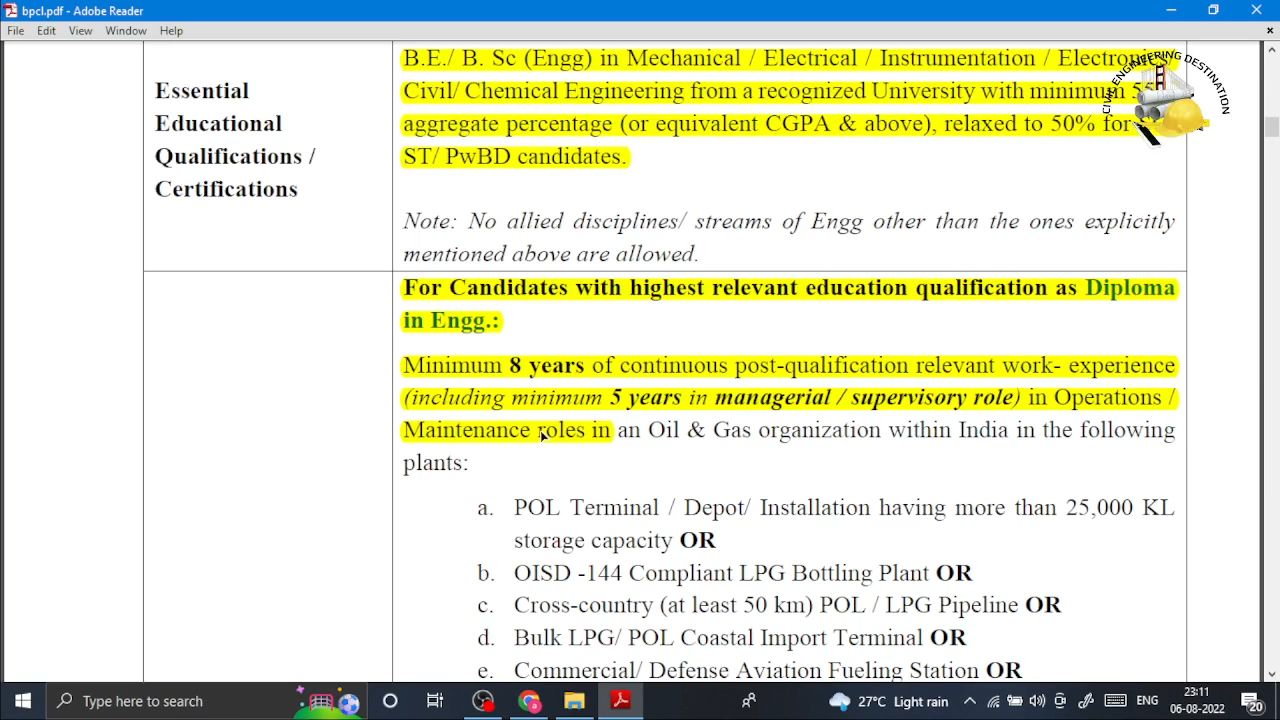 bpcl.pdf - Adobe Reader
File Edit View Window Help
B.E./ B. Sc (Engg) in Mechanical / Electrical / Instrumentation /
Civil/ Chemical Engineering from a recognized University with minimum
aggregate percentage (or equivalent CGPA & above), relaxed to 50% for
ST/ PwBD candidates.
Essential
Educational
Qualifications /
Certifications
Note: No allied disciplines/ streams of Engg other than the ones explicitly
mentioned above are allowed.
CIVIL ENGINEERING DESTINATION
For Candidates with highest relevant education qualification as Diploma
in Engg.:
Minimum 8 years of continuous post-qualification relevant work- experience
(including minimum 5 years in managerial / supervisory role) in Operations /
Maintenance roles in an Oil & Gas organization within India in the following
plants:
a. POL Terminal / Depot/ Installation having more than 25,000 KL
storage capacity OR
b. OISD -144 Compliant LPG Bottling Plant OR
c. Cross-country (at least 50 km) POL / LPG Pipeline OR
d. Bulk LPG/ POL Coastal Import Terminal OR
e. Commercial/ Defense Aviation Fueling Station OR
Type here to search
27°C Light rain
ENG
23:11
06-08-2022
20